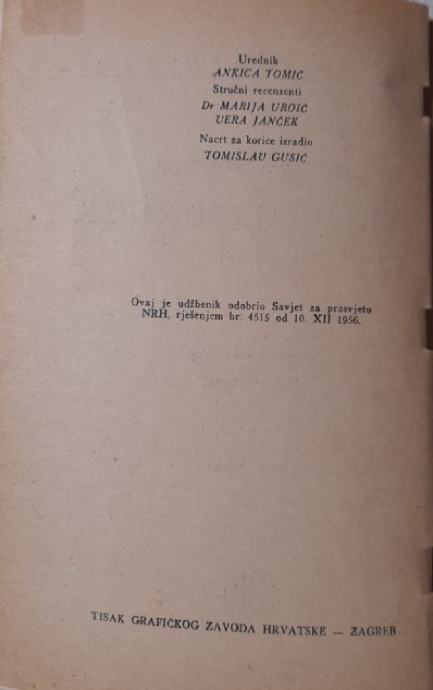 Urednik
ANKICA TOMIĆ
Stručni recenzenti
Dr MARIJA UROIĆ
VERA JANČEK
Nacrt za korice izradio
TOMISLAV GUSIĆ
Ovaj je udžbenik odobrio Savjet za prosvjetu
NRH, rješenjem br. 4515 od 10. XII 1956.
TISAK GRAFIČKOG ZAVODA HRVATSKE — ZAGREB